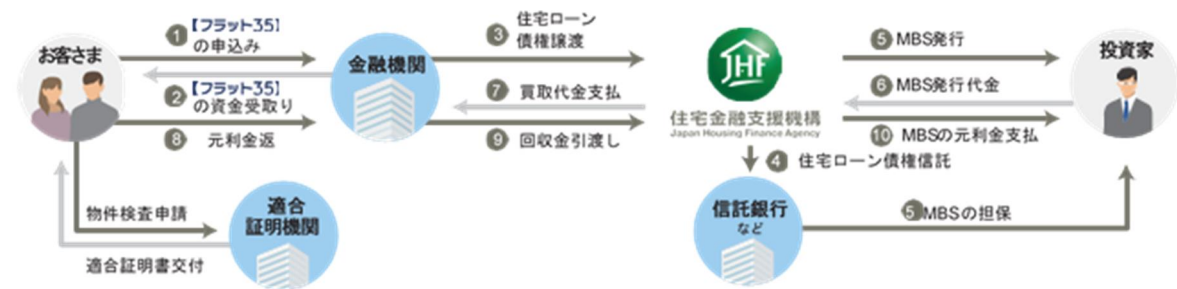 お客さま
1 【フラット35】
の申込み
2 【フラット35】
の資金受取り
8 元利金返
金融機関
3 住宅ローン
債権譲渡
7 買取代金支払
9 回収金引渡し
JHF
住宅金融支援機構
Japan Housing Finance Agency
5 MBS発行
6 MBS発行代金
10 MBSの元利金支払
投資家
4 住宅ローン債権信託
信託銀行
など
5 MBSの担保
物件検査申請
適合証明書交付
適合
証明機関